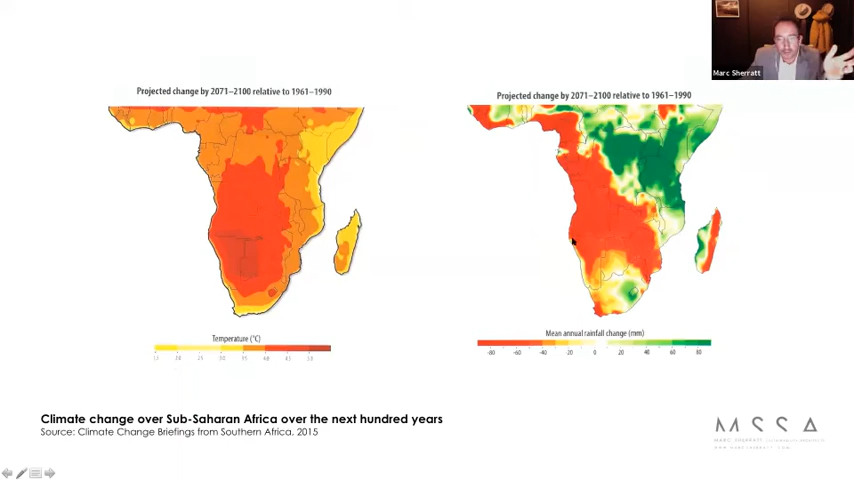 Marc Sherratt
Projected change by 2071–2100 relative to 1961–1990
Projected change by 2071–2100 relative to 1961–1990
Temperature (°C)
Mean annual rainfall change (mm)
-80 -60 -40 -20 0 20 40 60 80
Climate change over Sub-Saharan Africa over the next hundred years
Source: Climate Change Briefings from Southern Africa, 2015
MSSA
MARC SHERRATT